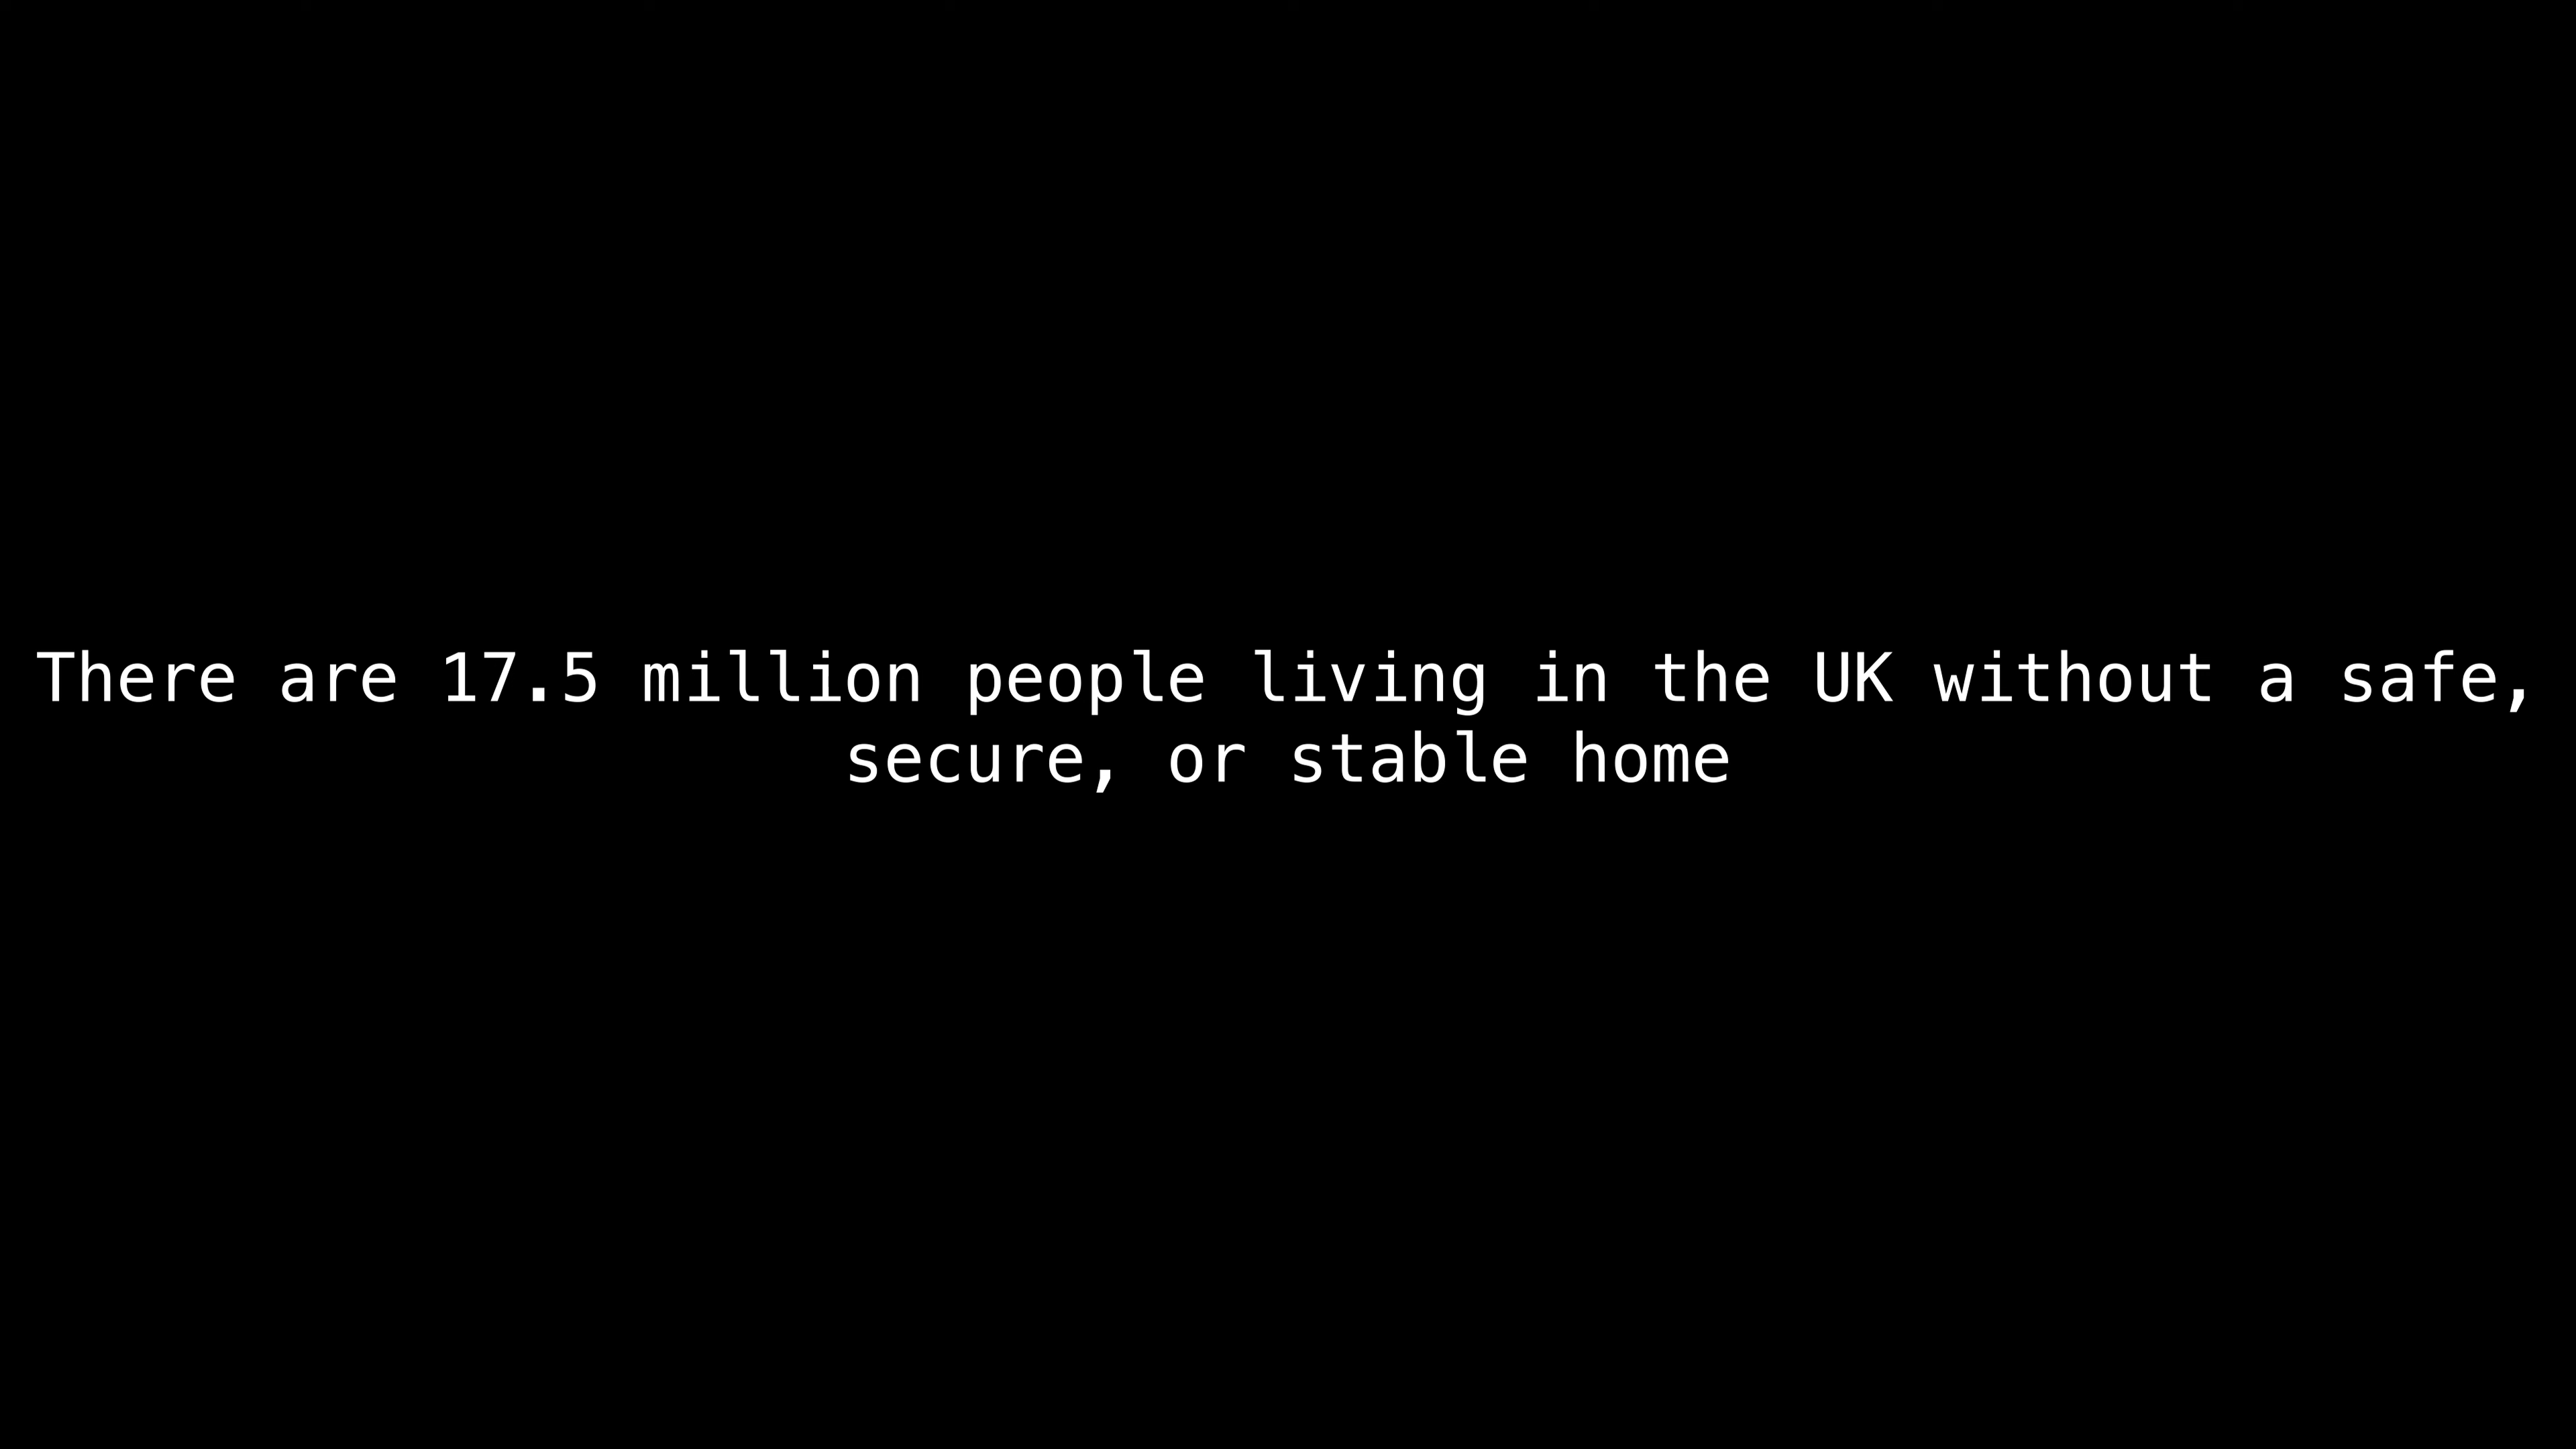 There are 17.5 million people living in the UK without a safe,
secure, or stable home